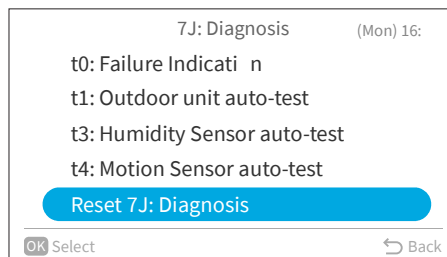 7J: Diagnosis (Mon) 16:
t0: Failure Indicati n
t1: Outdoor unit auto-test
t3: Humidity Sensor auto-test
t4: Motion Sensor auto-test
Reset 7J: Diagnosis
OK Select Back